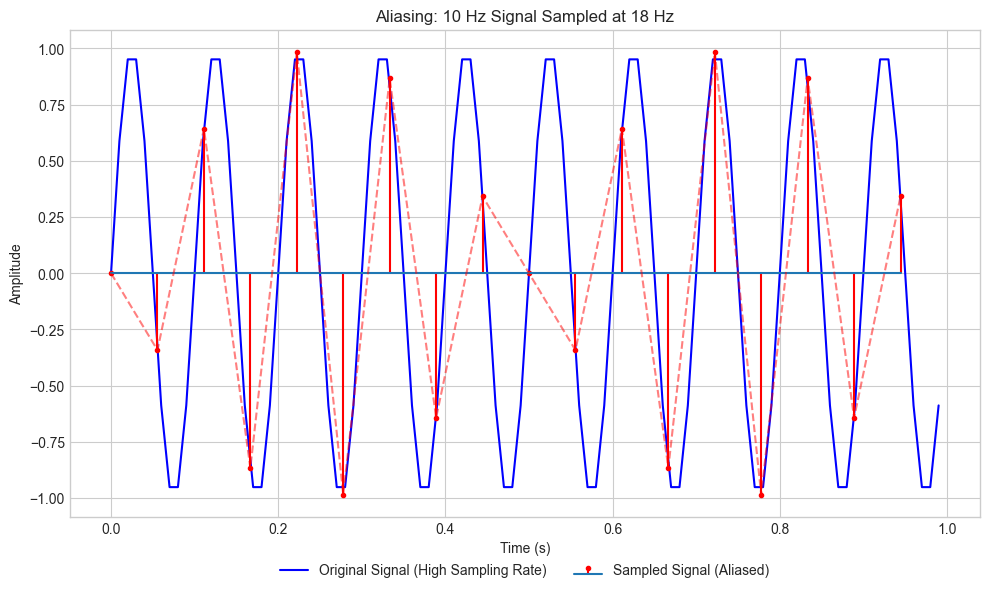 Aliasing: 10 Hz Signal Sampled at 18 Hz
1.00
0.75
0.50
0.25
0.00
−0.25
−0.50
−0.75
−1.00
Amplitude
0.0 0.2 0.4 0.6 0.8 1.0
Time (s)
Original Signal (High Sampling Rate) Sampled Signal (Aliased)